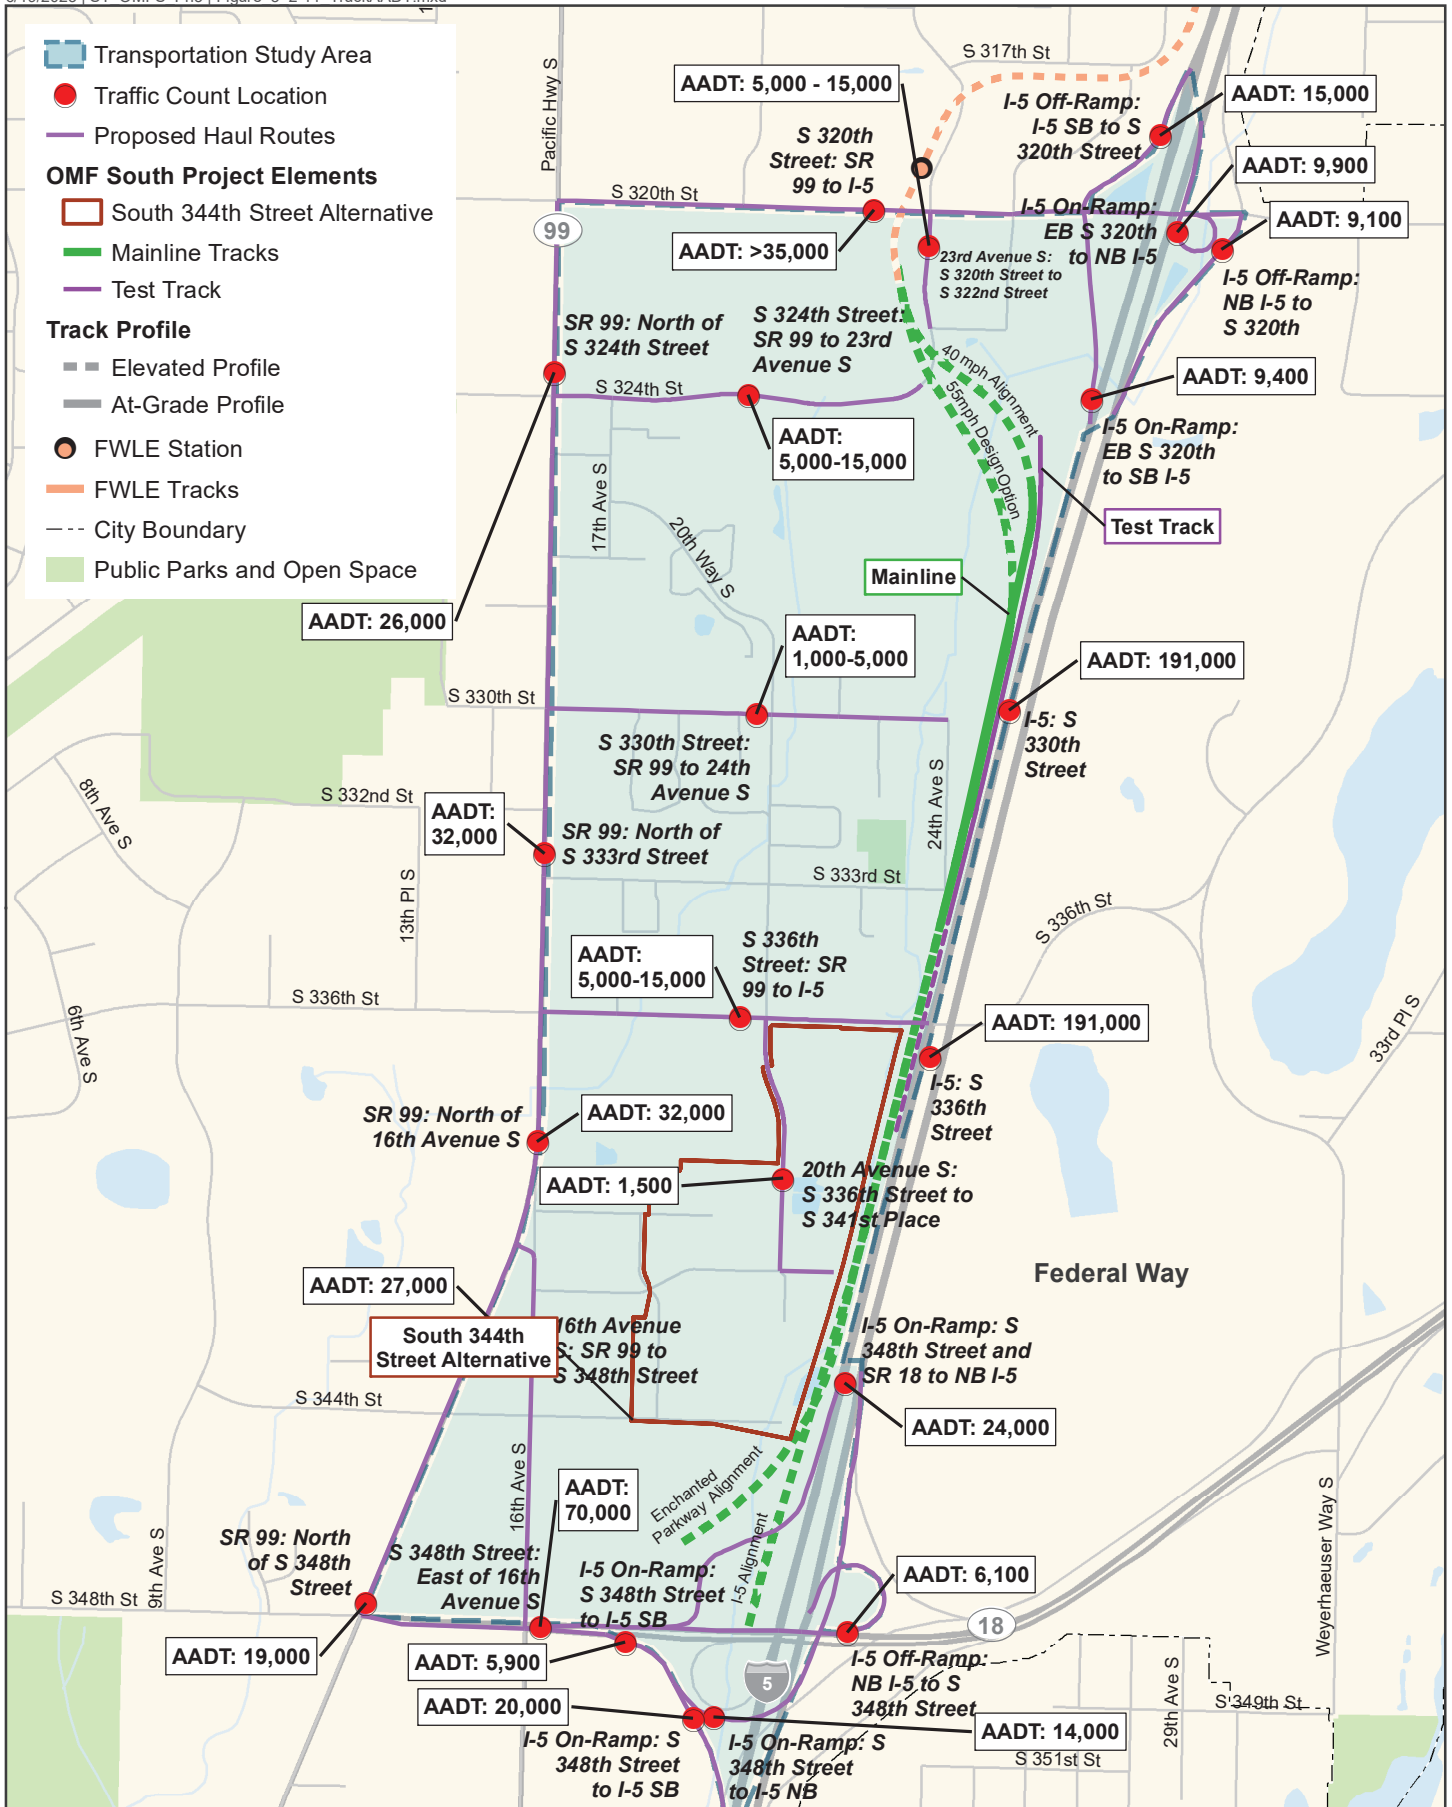 Transportation Study Area
Traffic Count Location
Proposed Haul Routes
OMF South Project Elements
South 344th Street Alternative
Mainline Tracks
Test Track
Track Profile
Elevated Profile
At-Grade Profile
FWLE Station
FWLE Tracks
City Boundary
Public Parks and Open Space
Pacific Hwy S
S 317th St
AADT: 5,000 - 15,000
I-5 Off-Ramp:
I-5 SB to S
320th Street
AADT: 15,000
S 320th
Street: SR
99 to I-5
AADT: 9,900
S 320th St
99
I-5 On-Ramp:
EB S 320th
to NB I-5
AADT: 9,100
AADT: >35,000
23rd Avenue S:
S 320th Street to
S 322nd Street
I-5 Off-Ramp:
NB I-5 to
S 320th
SR 99: North of
S 324th Street
S 324th Street:
SR 99 to 23rd
Avenue S
40 mph Alignment
55mph Design Option
AADT: 9,400
S 324th St
AADT:
5,000-15,000
I-5 On-Ramp:
EB S 320th
to SB I-5
17th Ave S
20th Way S
Test Track
Mainline
AADT: 26,000
AADT:
1,000-5,000
AADT: 191,000
S 330th St
S 330th Street:
SR 99 to 24th
Avenue S
I-5: S
330th
Street
8th Ave S
S 332nd St
AADT:
32,000
SR 99: North of
S 333rd Street
24th Ave S
S 333rd St
13th Pl S
S 336th St
AADT:
5,000-15,000
S 336th
Street: SR
99 to I-5
S 336th St
6th Ave S
33rd Pl S
AADT: 191,000
I-5: S
336th
Street
SR 99: North of
16th Avenue S
AADT: 32,000
AADT: 1,500
20th Avenue S:
S 336th Street to
S 341st Place
Federal Way
AADT: 27,000
South 344th
Street Alternative
16th Avenue
S: SR 99 to
S 348th Street
I-5 On-Ramp: S
348th Street and
SR 18 to NB I-5
S 344th St
AADT: 24,000
16th Ave S
Enchanted
Parkway Alignment
I-5 Alignment
AADT:
70,000
Weyerhaeuser Way S
9th Ave S
SR 99: North
of S 348th
Street
S 348th Street:
East of 16th
Avenue S
I-5 On-Ramp:
S 348th Street
to I-5 SB
AADT: 6,100
S 348th St
18
AADT: 19,000
AADT: 5,900
I-5 Off-Ramp:
NB I-5 to S
348th Street
5
29th Ave S
S 349th St
AADT: 20,000
AADT: 14,000
I-5 On-Ramp: S
348th Street
to I-5 SB
I-5 On-Ramp: S
348th Street
to I-5 NB
S 351st St